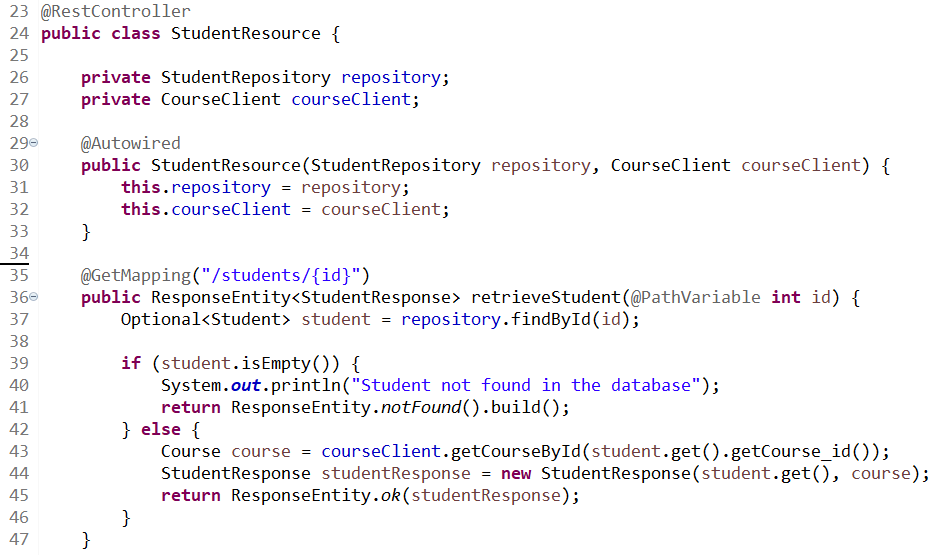 23 @RestController
24 public class StudentResource {
25
26     private StudentRepository repository;
27     private CourseClient courseClient;
28
29     @Autowired
30     public StudentResource(StudentRepository repository, CourseClient courseClient) {
31         this.repository = repository;
32         this.courseClient = courseClient;
33     }
34
35     @GetMapping("/students/{id}")
36     public ResponseEntity<StudentResponse> retrieveStudent(@PathVariable int id) {
37         Optional<Student> student = repository.findById(id);
38
39         if (student.isEmpty()) {
40             System.out.println("Student not found in the database");
41             return ResponseEntity.notFound().build();
42         } else {
43             Course course = courseClient.getCourseById(student.get().getCourse_id());
44             StudentResponse studentResponse = new StudentResponse(student.get(), course);
45             return ResponseEntity.ok(studentResponse);
46         }
47     }